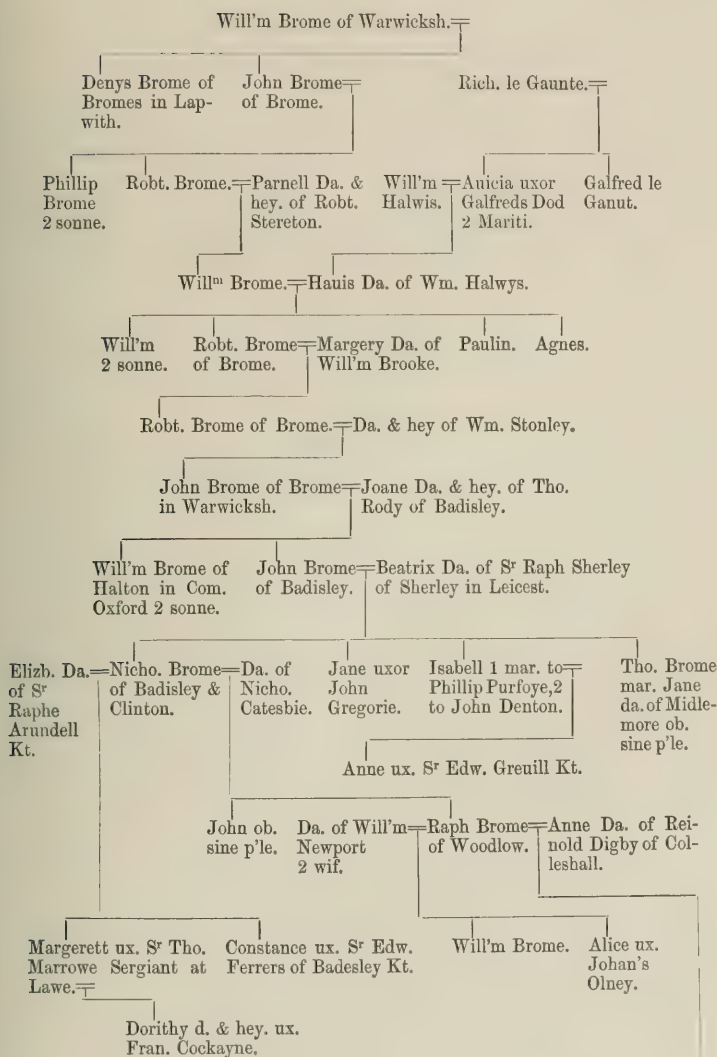 Will'm Brome of Warwicksh.
Denys Brome of
Bromes in Lap-
with.
John Brome
of Brome.
Rich. le Gaunte.
Phillip
Brome
2 sonne.
Robt. Brome.
Parnell Da. &
hey. of Robt.
Stereton.
Will'm
Halwis.
Auicia uxor
Galfreds Dod
2 Mariti.
Galfred le
Ganut.
Willm Brome.
Hauis Da. of Wm. Halwys.
Will'm
2 sonne.
Robt. Brome
of Brome.
Margery Da. of
Will'm Brooke.
Paulin.
Agnes.
Robt. Brome of Brome.
Da. & hey of Wm. Stonley.
John Brome of Brome
in Warwicksh.
Joane Da. & hey. of Tho.
Rody of Badisley.
Will'm Brome of
Halton in Com.
Oxford 2 sonne.
John Brome
of Badisley.
Beatrix Da. of Sr Raph Sherley
of Sherley in Leicest.
Elizb. Da.
of Sr
Raphe
Arundell
Kt.
Nicho. Brome
of Badisley &
Clinton.
Da. of
Nicho.
Catesbie.
Jane uxor
John
Gregorie.
Isabell 1 mar. to
Phillip Purfoye, 2
to John Denton.
Tho. Brome
mar. Jane
da. of Midle-
more ob.
sine p'le.
Anne ux. Sr Edw. Greuill Kt.
John ob.
sine p'le.
Da. of Will'm
Newport
2 wif.
Raph Brome
of Woodlow.
Anne Da. of Rei-
nold Digby of Col-
leshall.
Margerett ux. Sr Tho.
Marrowe Sergiant at
Lawe.
Constance ux. Sr Edw.
Ferrers of Badesley Kt.
Will'm Brome.
Alice ux.
Johan's
Olney.
Dorithy d. & hey. ux.
Fran. Cockayne.